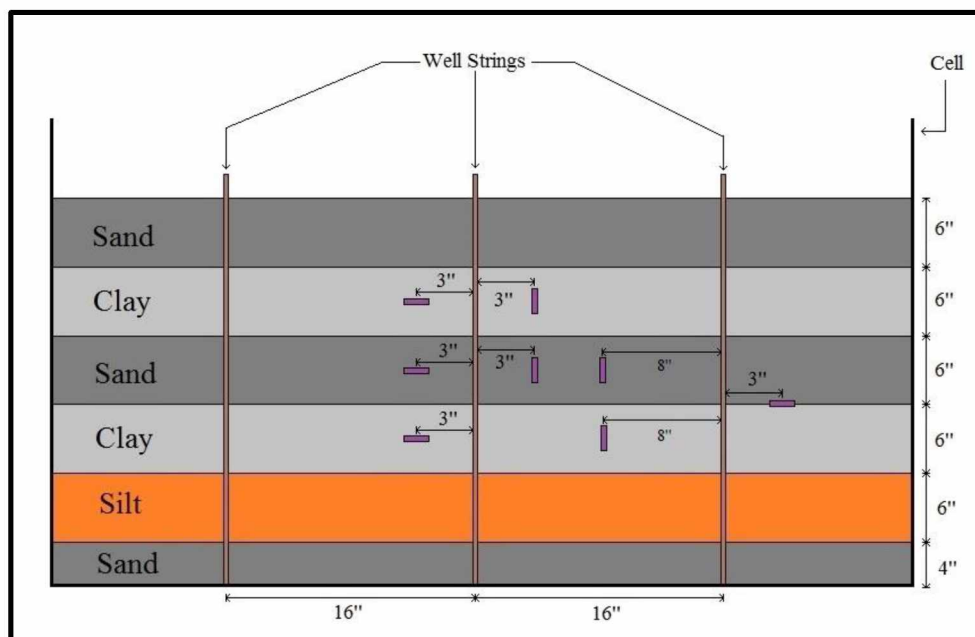 Well Strings
Cell
Sand
6"
Clay
3"
3"
6"
Sand
3"
3"
8"
3"
6"
Clay
3"
8"
6"
Silt
6"
Sand
4"
16"
16"